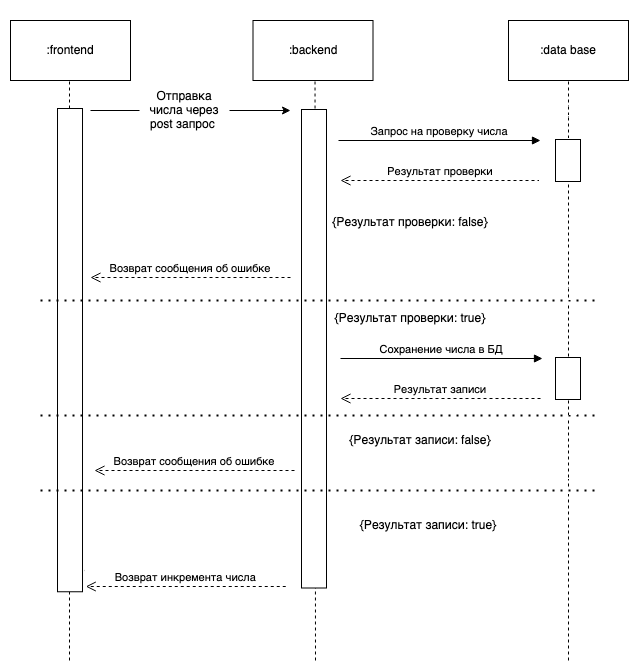 :frontend
:backend
:data base
Отправка
числа через
post запрос
Запрос на проверку числа
Результат проверки
{Результат проверки: false}
Возврат сообщения об ошибке
{Результат проверки: true}
Сохранение числа в БД
Результат записи
{Результат записи: false}
Возврат сообщения об ошибке
{Результат записи: true}
Возврат инкремента числа